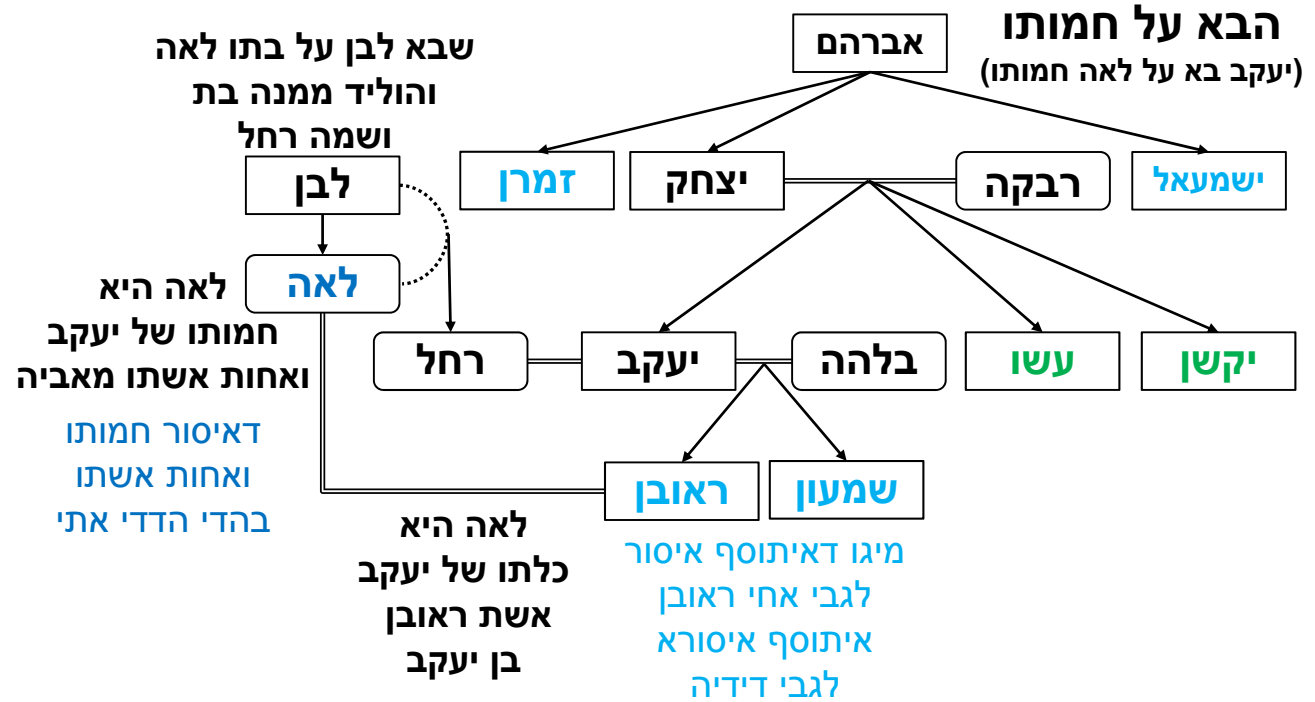 הבא על חמותו
(יעקב בא על לאה חמותו)
אברהם
שבא לבן על בתו לאה
והוליד ממנה בת
ושמה רחל
ישמעאל
רבקה
יצחק
זמרן
לבן
לאה
לאה היא
חמותו של יעקב
ואחות אשתו מאביה
דאיסור חמותו
ואחות אשתו
בהדי הדדי אתי
יקשן
עשו
בלהה
יעקב
רחל
שמעון
ראובן
מיגו דאיתוסף איסור
לגבי אחי ראובן
איתוסף איסורא
לגבי דידיה
לאה היא
כלתו של יעקב
אשת ראובן
בן יעקב